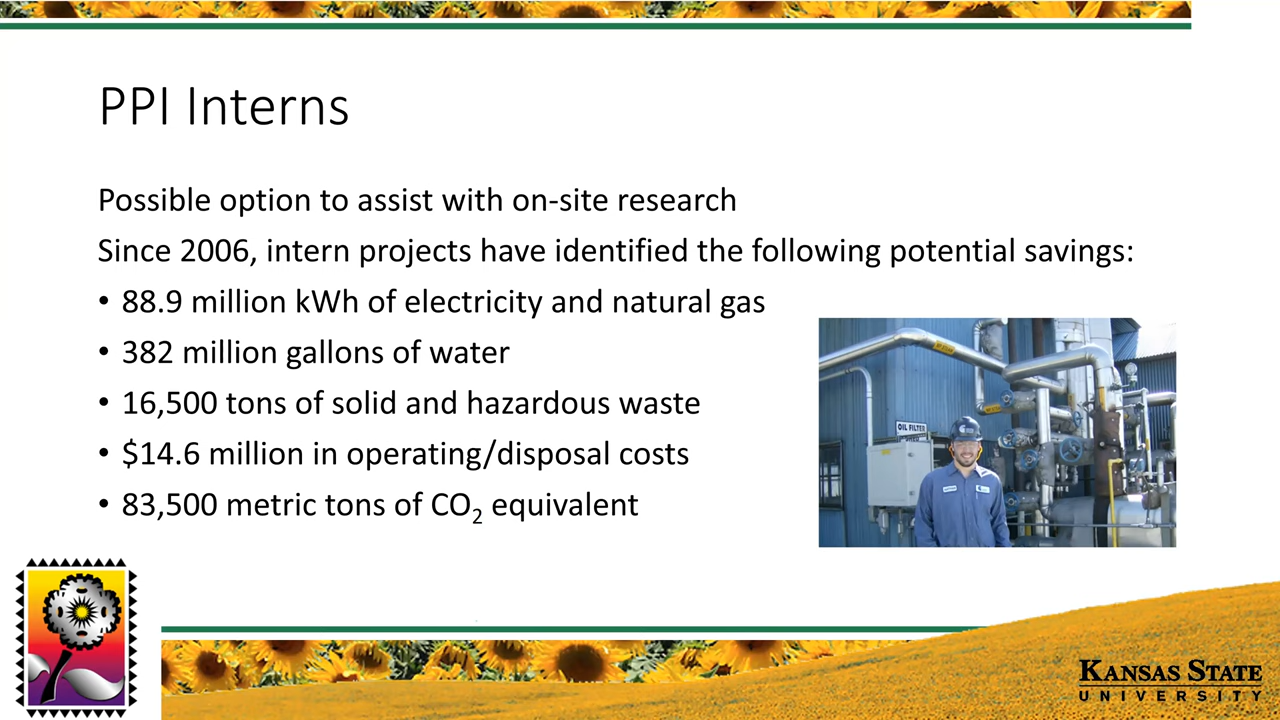 PPI Interns
Possible option to assist with on-site research
Since 2006, intern projects have identified the following potential savings:
• 88.9 million kWh of electricity and natural gas
• 382 million gallons of water
• 16,500 tons of solid and hazardous waste
• $14.6 million in operating/disposal costs
• 83,500 metric tons of CO₂ equivalent
OIL FILTER
KANSAS STATE
UNIVERSITY